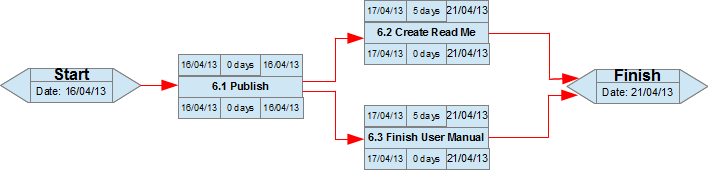 Start
Date: 16/04/13
16/04/13 0 days 16/04/13
6.1 Publish
16/04/13 0 days 16/04/13
17/04/13 5 days 21/04/13
6.2 Create Read Me
17/04/13 0 days 21/04/13
17/04/13 5 days 21/04/13
6.3 Finish User Manual
17/04/13 0 days 21/04/13
Finish
Date: 21/04/13